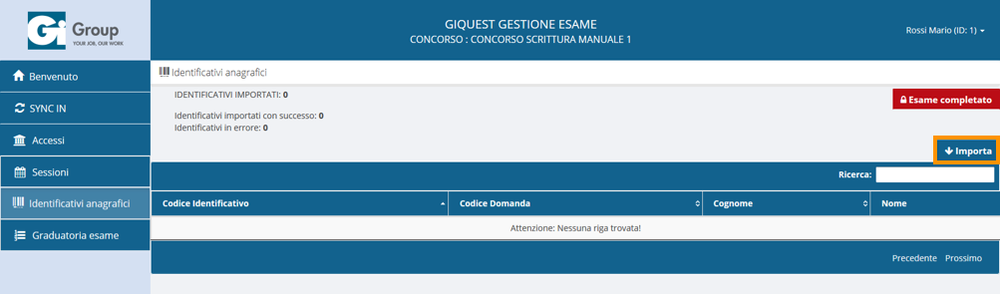 Gi Group
YOUR JOB, OUR WORK
GIQUEST GESTIONE ESAME
CONCORSO : CONCORSO SCRITTURA MANUALE 1
Rossi Mario (ID: 1)
Benvenuto
SYNC IN
Accessi
Sessioni
Identificativi anagrafici
Graduatoria esame
Identificativi anagrafici
IDENTIFICATIVI IMPORTATI: 0
Identificativi importati con successo: 0
Identificativi in errore: 0
Esame completato
Importa
Ricerca:
Codice Identificativo Codice Domanda Cognome Nome
Attenzione: Nessuna riga trovata!
Precedente Prossimo